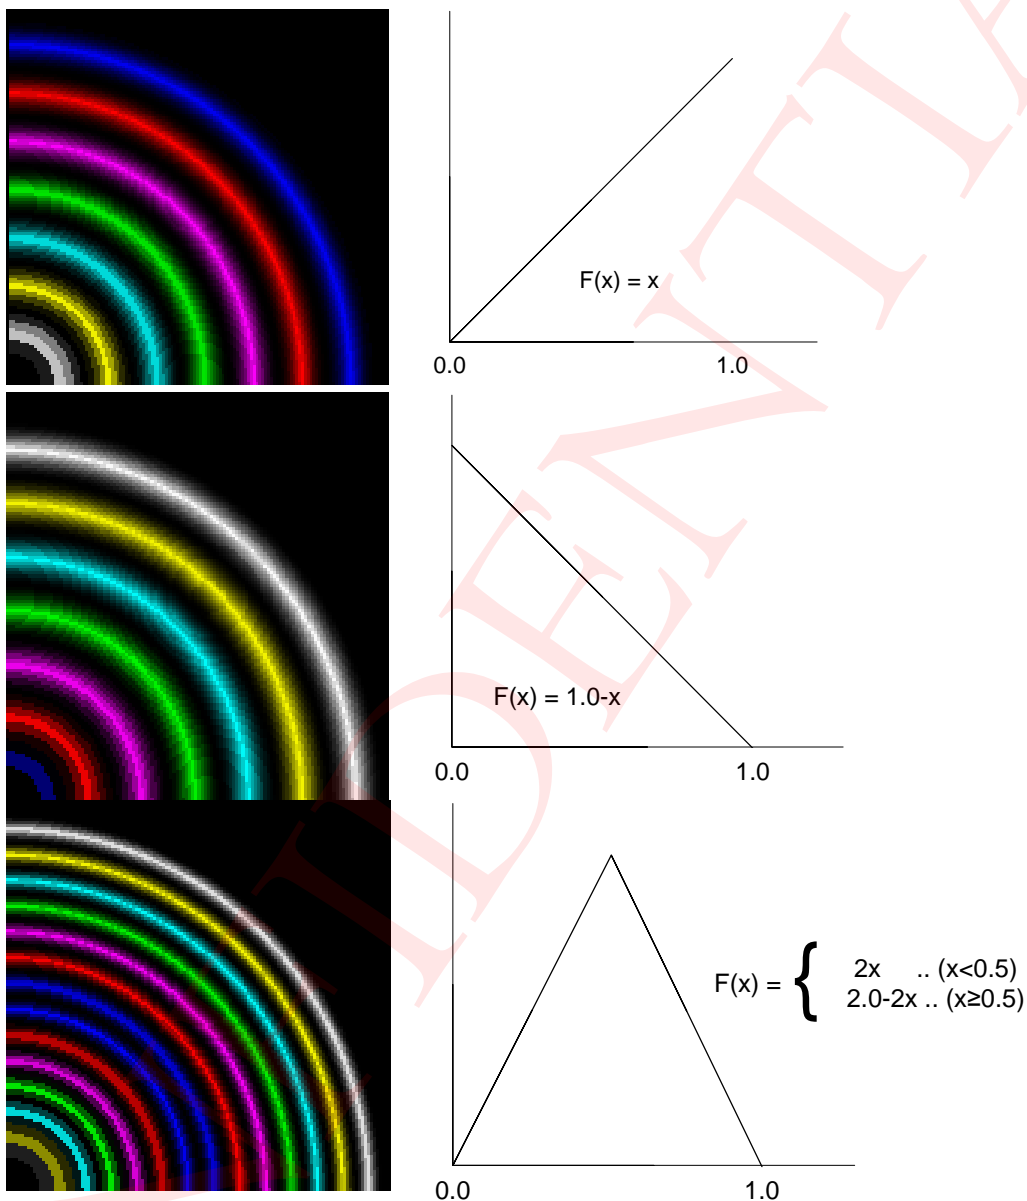 F(x) = x
0.0 1.0
F(x) = 1.0-x
0.0 1.0
F(x) = { 2x .. (x<0.5)
2.0-2x .. (x≥0.5)
0.0 1.0